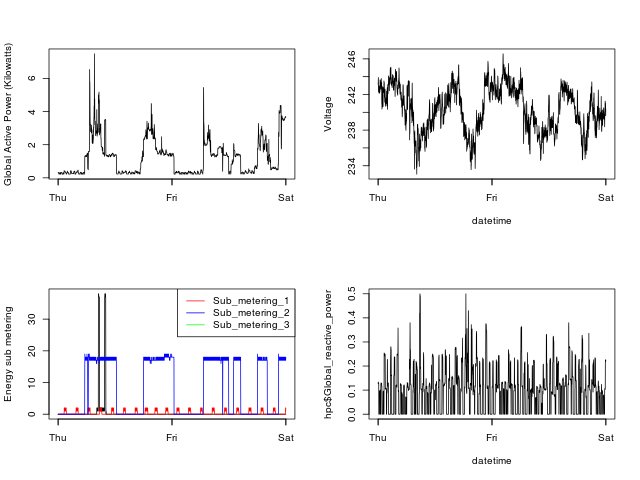 Global Active Power (Kilowatts)
0 2 4 6
Thu Fri Sat
Voltage
234 238 242 246
Thu Fri Sat
datetime
Energy sub metering
0 10 20 30
Sub_metering_1
Sub_metering_2
Sub_metering_3
Thu Fri Sat
hpc$Global_reactive_power
0.0 0.1 0.2 0.3 0.4 0.5
Thu Fri Sat
datetime